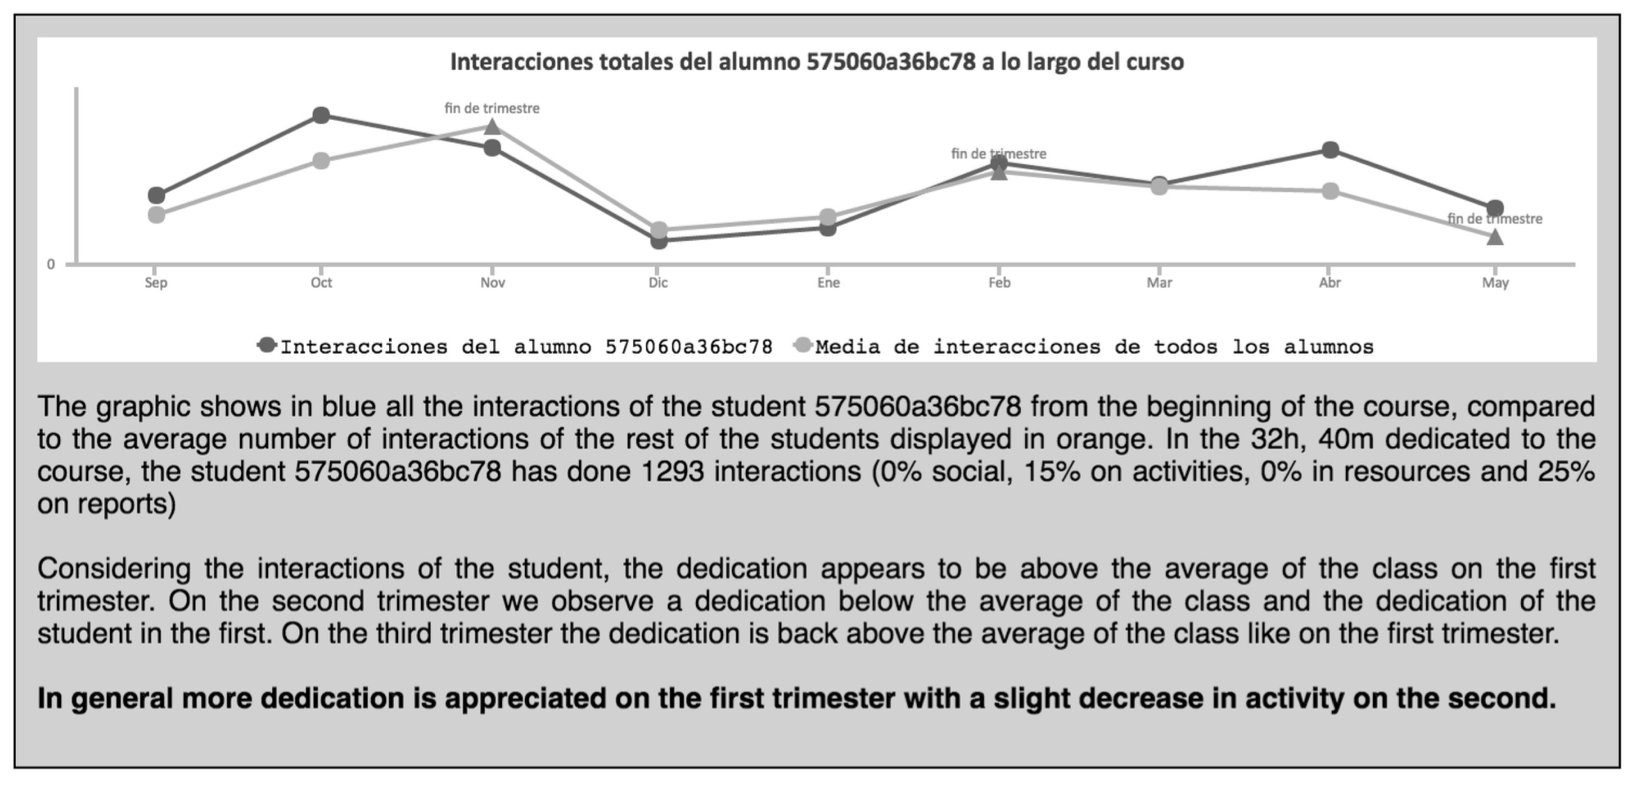 Interacciones totales del alumno 575060a36bc78 a lo largo del curso
fin de trimestre
fin de trimestre
fin de trimestre
0
Sep Oct Nov Dic Ene Feb Mar Abr May
Interacciones del alumno 575060a36bc78 Media de interacciones de todos los alumnos
The graphic shows in blue all the interactions of the student 575060a36bc78 from the beginning of the course, compared
to the average number of interactions of the rest of the students displayed in orange. In the 32h, 40m dedicated to the
course, the student 575060a36bc78 has done 1293 interactions (0% social, 15% on activities, 0% in resources and 25%
on reports)
Considering the interactions of the student, the dedication appears to be above the average of the class on the first
trimester. On the second trimester we observe a dedication below the average of the class and the dedication of the
student in the first. On the third trimester the dedication is back above the average of the class like on the first trimester.
In general more dedication is appreciated on the first trimester with a slight decrease in activity on the second.